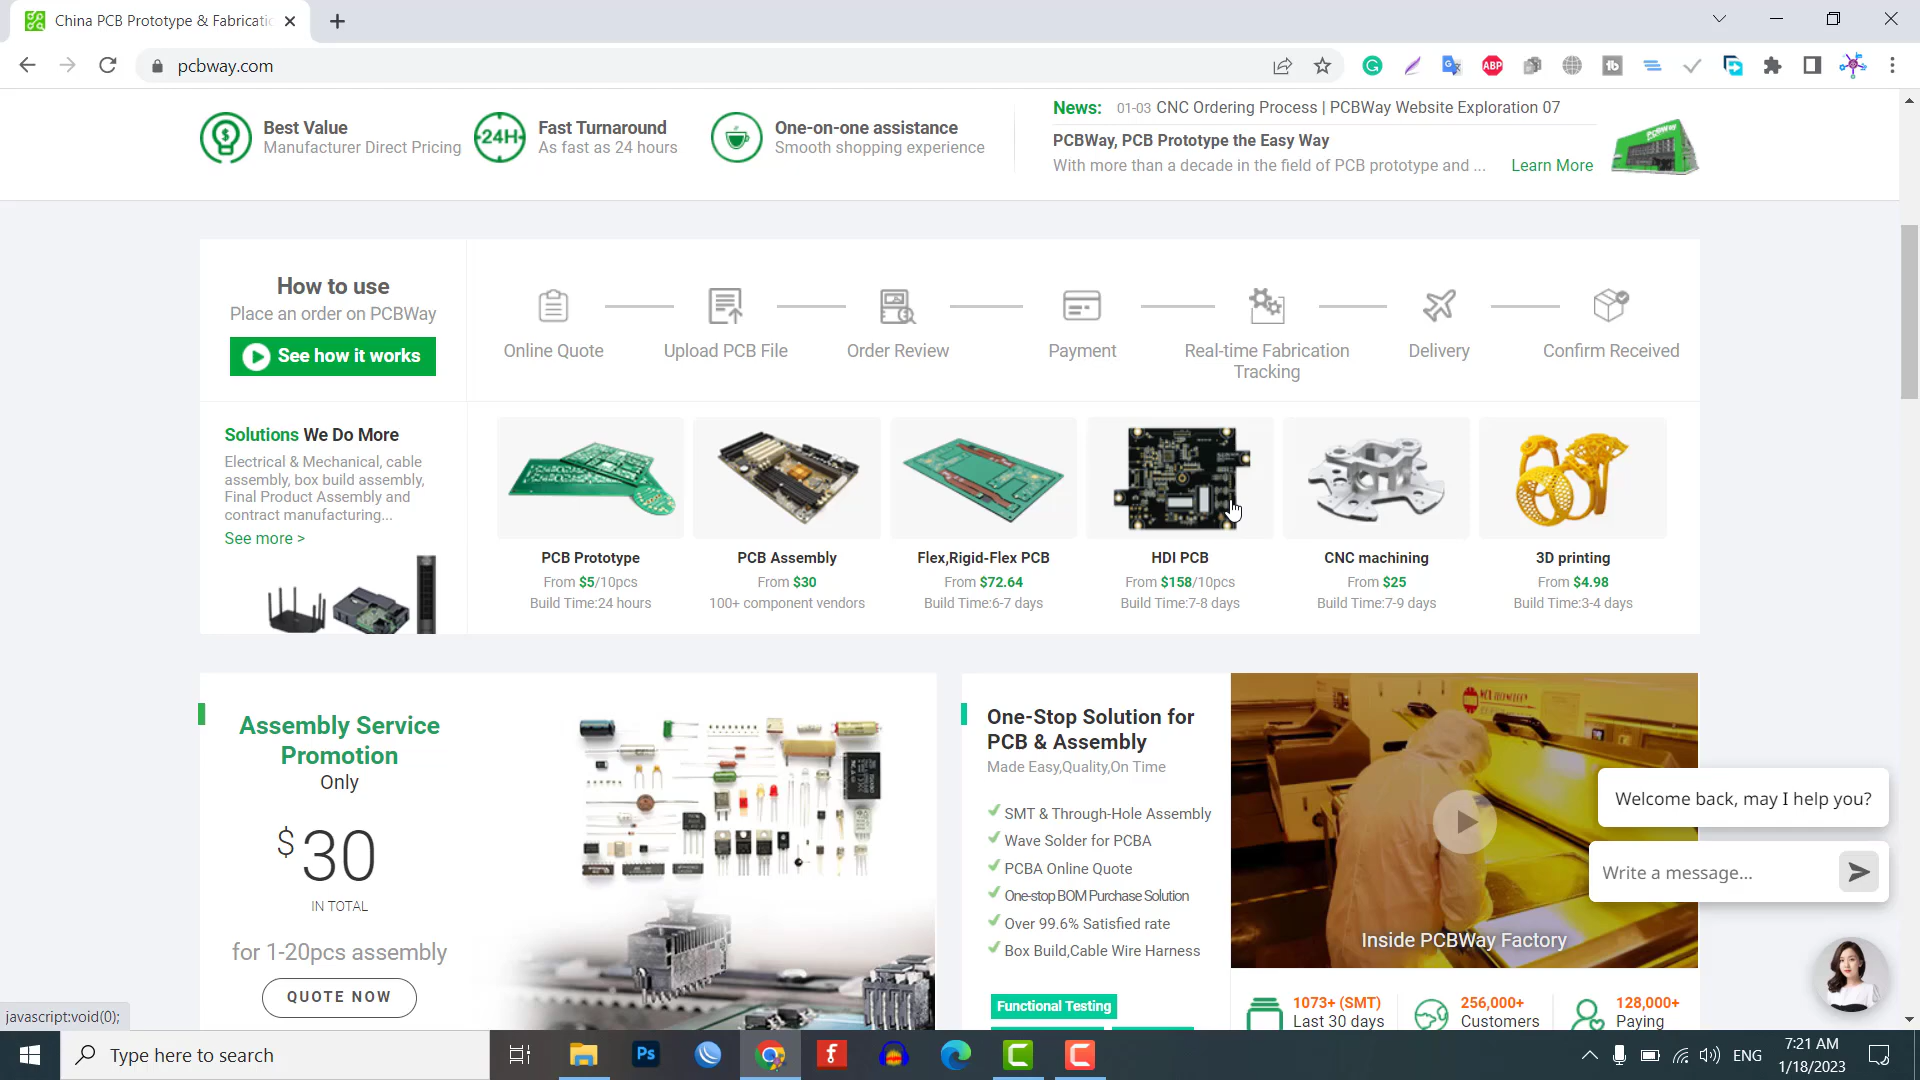 China PCB Prototype & Fabricatio
pcbway.com
Best Value
Manufacturer Direct Pricing
24H
Fast Turnaround
As fast as 24 hours
One-on-one assistance
Smooth shopping experience
News: 01-03 CNC Ordering Process | PCBWay Website Exploration 07
PCBWay, PCB Prototype the Easy Way
With more than a decade in the field of PCB prototype and ... Learn More
How to use
Place an order on PCBWay
See how it works
Online Quote
Upload PCB File
Order Review
Payment
Real-time Fabrication
Tracking
Delivery
Confirm Received
Solutions We Do More
Electrical & Mechanical, cable
assembly, box build assembly,
Final Product Assembly and
contract manufacturing...
See more >
PCB Prototype
From $5/10pcs
Build Time:24 hours
PCB Assembly
From $30
100+ component vendors
Flex,Rigid-Flex PCB
From $72.64
Build Time:6-7 days
HDI PCB
From $158/10pcs
Build Time:7-8 days
CNC machining
From $25
Build Time:7-9 days
3D printing
From $4.98
Build Time:3-4 days
Assembly Service
Promotion
Only
$30
IN TOTAL
for 1-20pcs assembly
QUOTE NOW
One-Stop Solution for
PCB & Assembly
Made Easy,Quality,On Time
SMT & Through-Hole Assembly
Wave Solder for PCBA
PCBA Online Quote
One-stop BOM Purchase Solution
Over 99.6% Satisfied rate
Box Build,Cable Wire Harness
Functional Testing
Inside PCBWay Factory
1073+ (SMT)
Last 30 days
256,000+
Customers
128,000+
Paying
Welcome back, may I help you?
Write a message...
javascript:void(0);
Type here to search
ENG
7:21 AM
1/18/2023